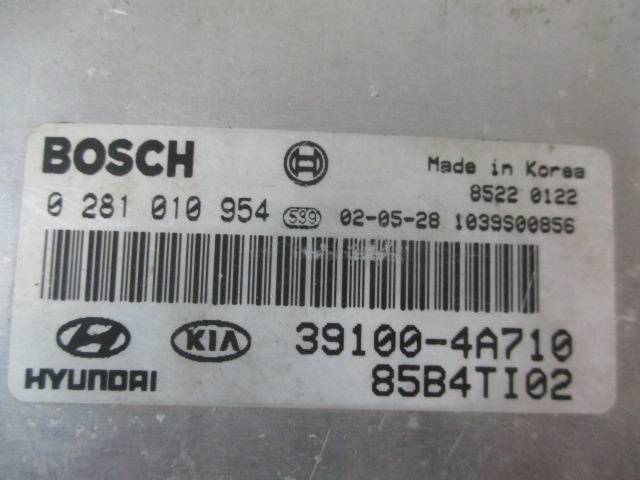 BOSCH
Made in Korea
8522 0122
0 281 010 954 539 02-05-28 1039S00856
KIA 39100-4A710
HYUNDAI 85B4TI02